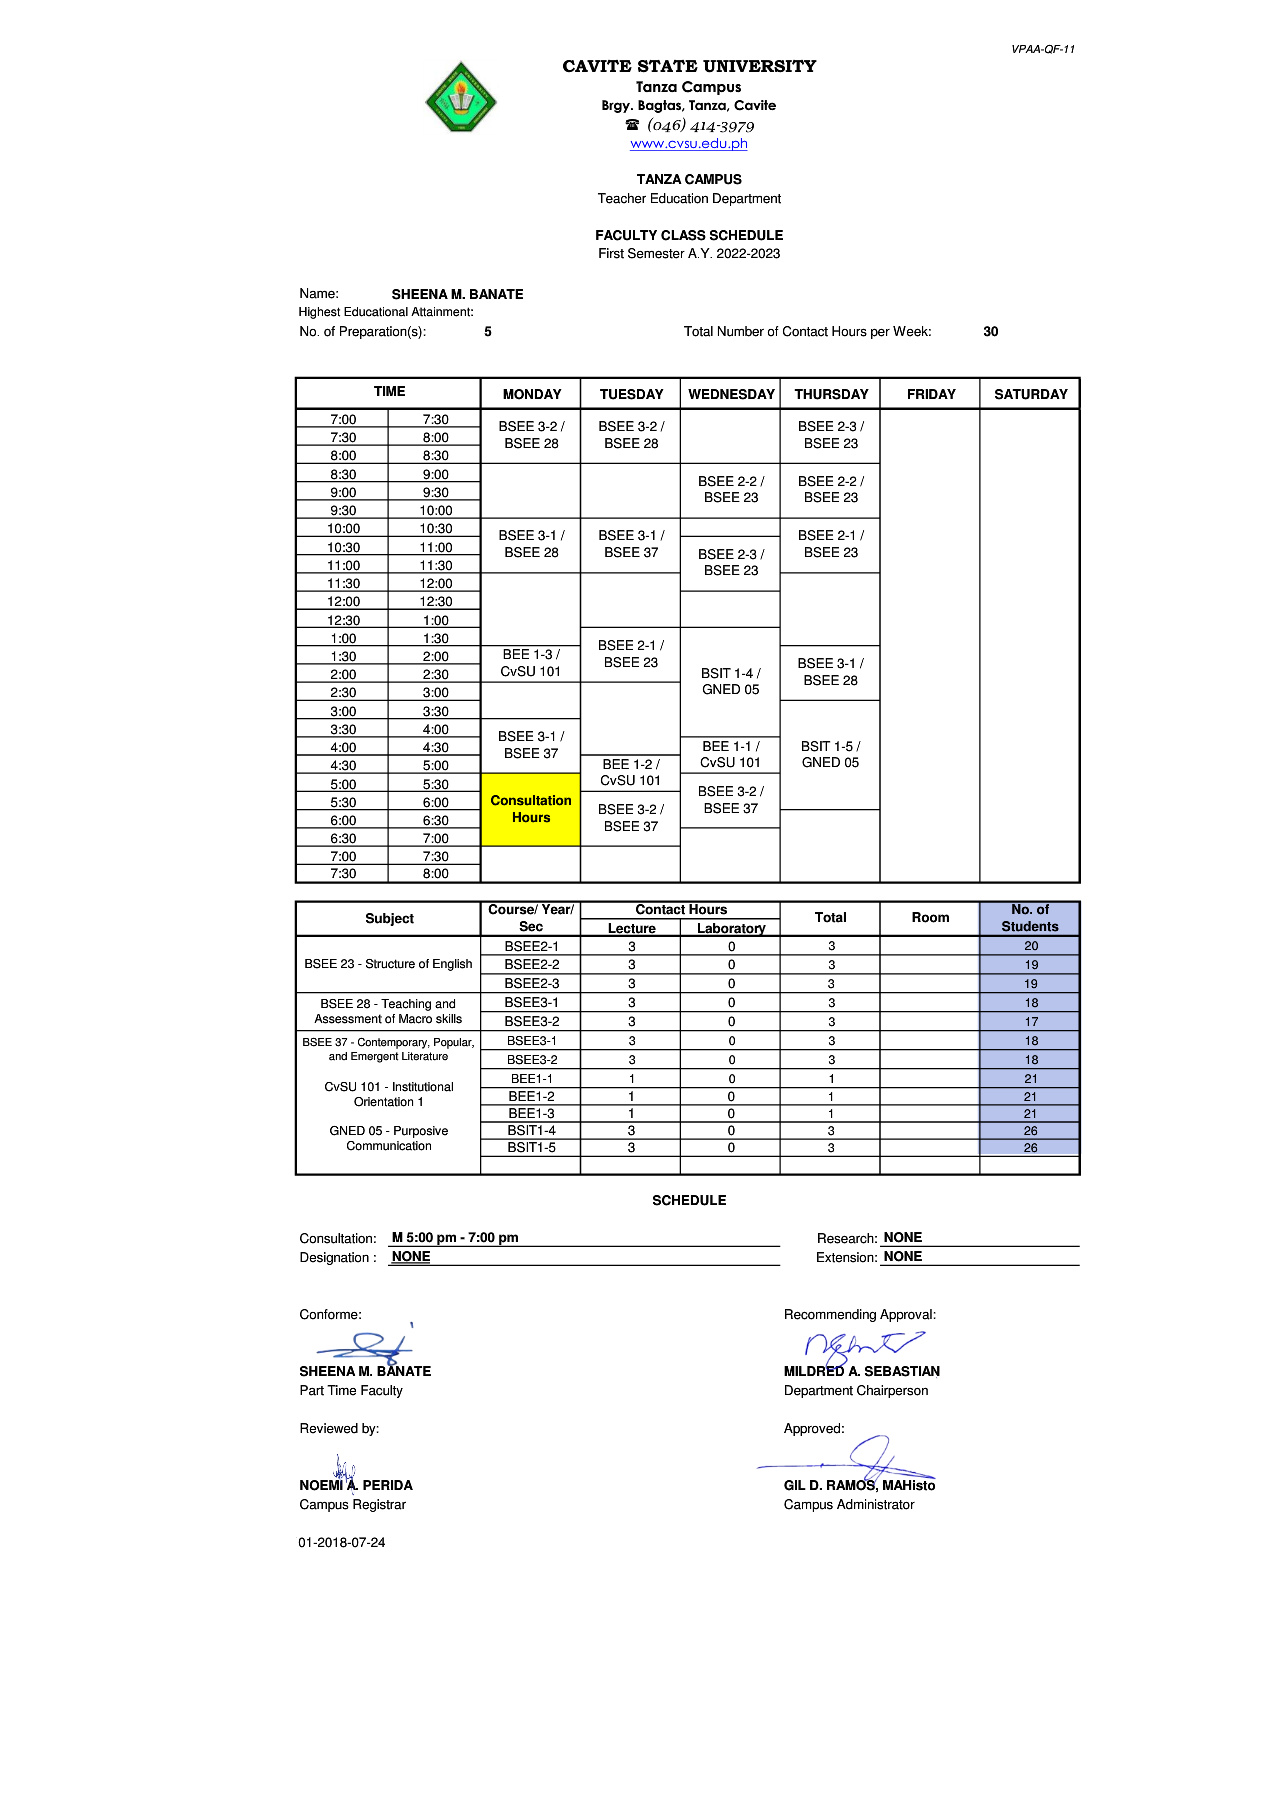 VPAA-QF-11
CAVITE STATE UNIVERSITY
Tanza Campus
Brgy. Bagtas, Tanza, Cavite
☎ (046) 414-3979
www.cvsu.edu.ph
TANZA CAMPUS
Teacher Education Department
FACULTY CLASS SCHEDULE
First Semester A.Y. 2022-2023
Name: SHEENA M. BANATE
Highest Educational Attainment:
No. of Preparation(s): 5 Total Number of Contact Hours per Week: 30
TIME MONDAY TUESDAY WEDNESDAY THURSDAY FRIDAY SATURDAY
7:00 7:30
7:30 8:00
8:00 8:30
8:30 9:00
9:00 9:30
9:30 10:00
10:00 10:30
10:30 11:00
11:00 11:30
11:30 12:00
12:00 12:30
12:30 1:00
1:00 1:30
1:30 2:00
2:00 2:30
2:30 3:00
3:00 3:30
3:30 4:00
4:00 4:30
4:30 5:00
5:00 5:30
5:30 6:00
6:00 6:30
6:30 7:00
7:00 7:30
7:30 8:00
BSEE 3-2 /
BSEE 28
BSEE 3-1 /
BSEE 28
BEE 1-3 /
CvSU 101
BSEE 3-1 /
BSEE 37
Consultation
Hours
BSEE 3-2 /
BSEE 28
BSEE 3-1 /
BSEE 37
BSEE 2-1 /
BSEE 23
BEE 1-2 /
CvSU 101
BSEE 3-2 /
BSEE 37
BSEE 2-2 /
BSEE 23
BSEE 2-3 /
BSEE 23
BSIT 1-4 /
GNED 05
BEE 1-1 /
CvSU 101
BSEE 3-2 /
BSEE 37
BSEE 2-3 /
BSEE 23
BSEE 2-2 /
BSEE 23
BSEE 2-1 /
BSEE 23
BSEE 3-1 /
BSEE 28
BSIT 1-5 /
GNED 05
Subject
Course/ Year/
Sec
Contact Hours
Lecture Laboratory
Total
Room
No. of
Students
BSEE 23 - Structure of English
BSEE 28 - Teaching and
Assessment of Macro skills
BSEE 37 - Contemporary, Popular,
and Emergent Literature
CvSU 101 - Institutional
Orientation 1
GNED 05 - Purposive
Communication
BSEE2-1 3 0 3 20
BSEE2-2 3 0 3 19
BSEE2-3 3 0 3 19
BSEE3-1 3 0 3 18
BSEE3-2 3 0 3 17
BSEE3-1 3 0 3 18
BSEE3-2 3 0 3 18
BEE1-1 1 0 1 21
BEE1-2 1 0 1 21
BEE1-3 1 0 1 21
BSIT1-4 3 0 3 26
BSIT1-5 3 0 3 26
SCHEDULE
Consultation: M 5:00 pm - 7:00 pm Research: NONE
Designation : NONE Extension: NONE
Conforme: Recommending Approval:
SHEENA M. BANATE MILDRED A. SEBASTIAN
Part Time Faculty Department Chairperson
Reviewed by: Approved:
NOEMI A. PERIDA GIL D. RAMOS, MAHisto
Campus Registrar Campus Administrator
01-2018-07-24